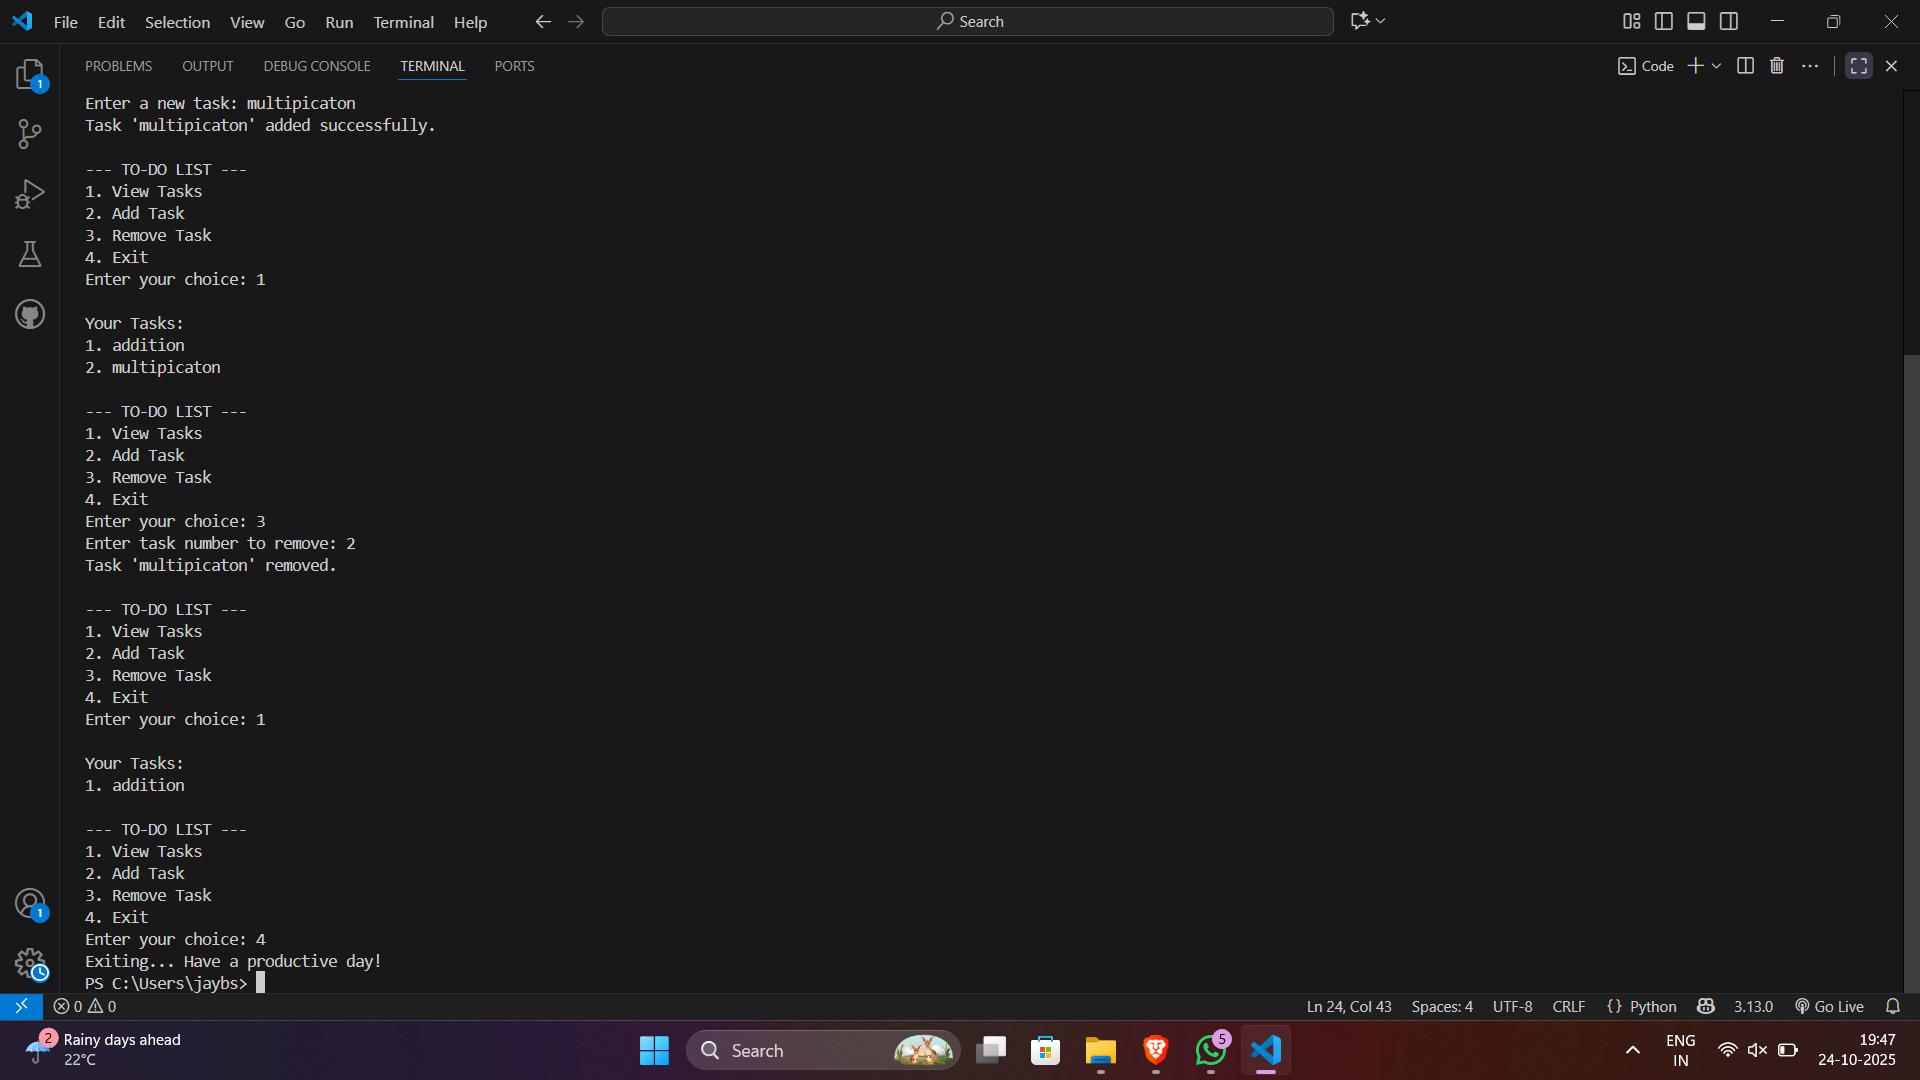 File Edit Selection View Go Run Terminal Help
Search
PROBLEMS OUTPUT DEBUG CONSOLE TERMINAL PORTS
Code
1
Enter a new task: multipicaton
Task 'multipicaton' added successfully.
--- TO-DO LIST ---
1. View Tasks
2. Add Task
3. Remove Task
4. Exit
Enter your choice: 1
Your Tasks:
1. addition
2. multipicaton
--- TO-DO LIST ---
1. View Tasks
2. Add Task
3. Remove Task
4. Exit
Enter your choice: 3
Enter task number to remove: 2
Task 'multipicaton' removed.
--- TO-DO LIST ---
1. View Tasks
2. Add Task
3. Remove Task
4. Exit
Enter your choice: 1
Your Tasks:
1. addition
--- TO-DO LIST ---
1. View Tasks
2. Add Task
3. Remove Task
4. Exit
Enter your choice: 4
Exiting... Have a productive day!
PS C:\Users\jaybs>
1
0 0
Ln 24, Col 43 Spaces: 4 UTF-8 CRLF {} Python 3.13.0 Go Live
2
Rainy days ahead
22°C
Search
5
ENG
IN
19:47
24-10-2025